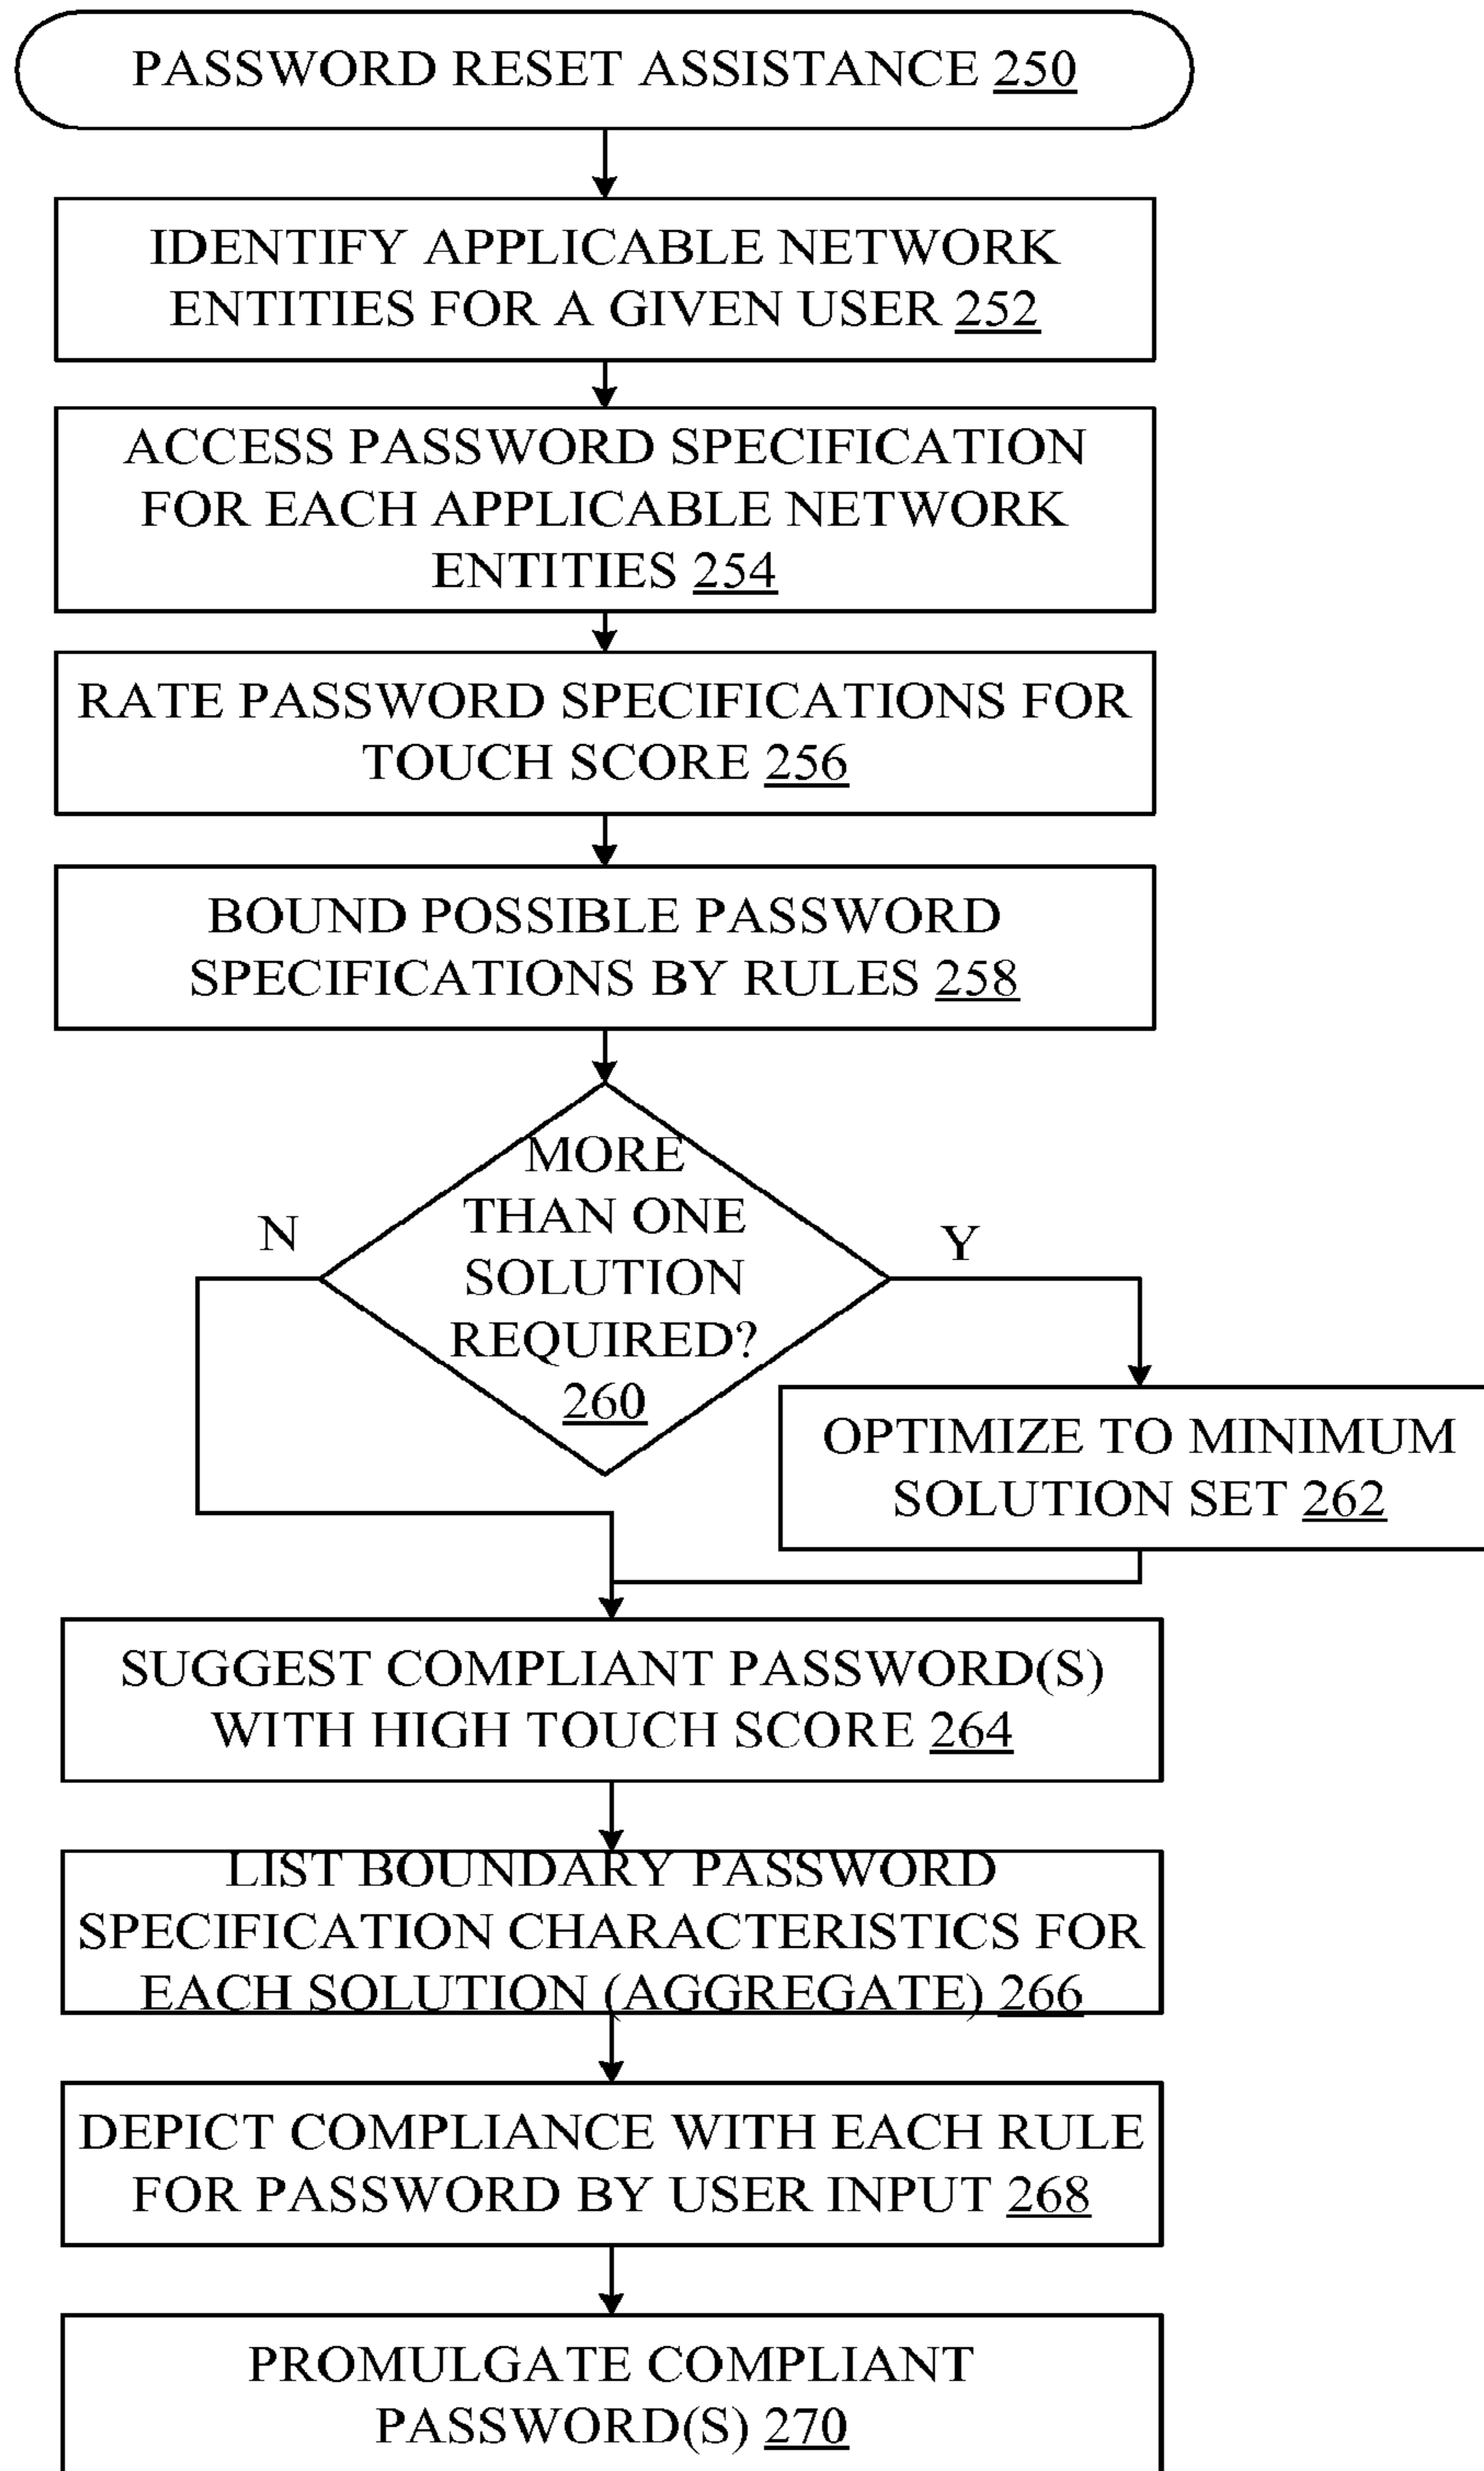 PASSWORD RESET ASSISTANCE 250
IDENTIFY APPLICABLE NETWORK
ENTITIES FOR A GIVEN USER 252
ACCESS PASSWORD SPECIFICATION
FOR EACH APPLICABLE NETWORK
ENTITIES 254
RATE PASSWORD SPECIFICATIONS FOR
TOUCH SCORE 256
BOUND POSSIBLE PASSWORD
SPECIFICATIONS BY RULES 258
MORE
THAN ONE
SOLUTION
REQUIRED?
260
N
Y
OPTIMIZE TO MINIMUM
SOLUTION SET 262
SUGGEST COMPLIANT PASSWORD(S)
WITH HIGH TOUCH SCORE 264
LIST BOUNDARY PASSWORD
SPECIFICATION CHARACTERISTICS FOR
EACH SOLUTION (AGGREGATE) 266
DEPICT COMPLIANCE WITH EACH RULE
FOR PASSWORD BY USER INPUT 268
PROMULGATE COMPLIANT
PASSWORD(S) 270